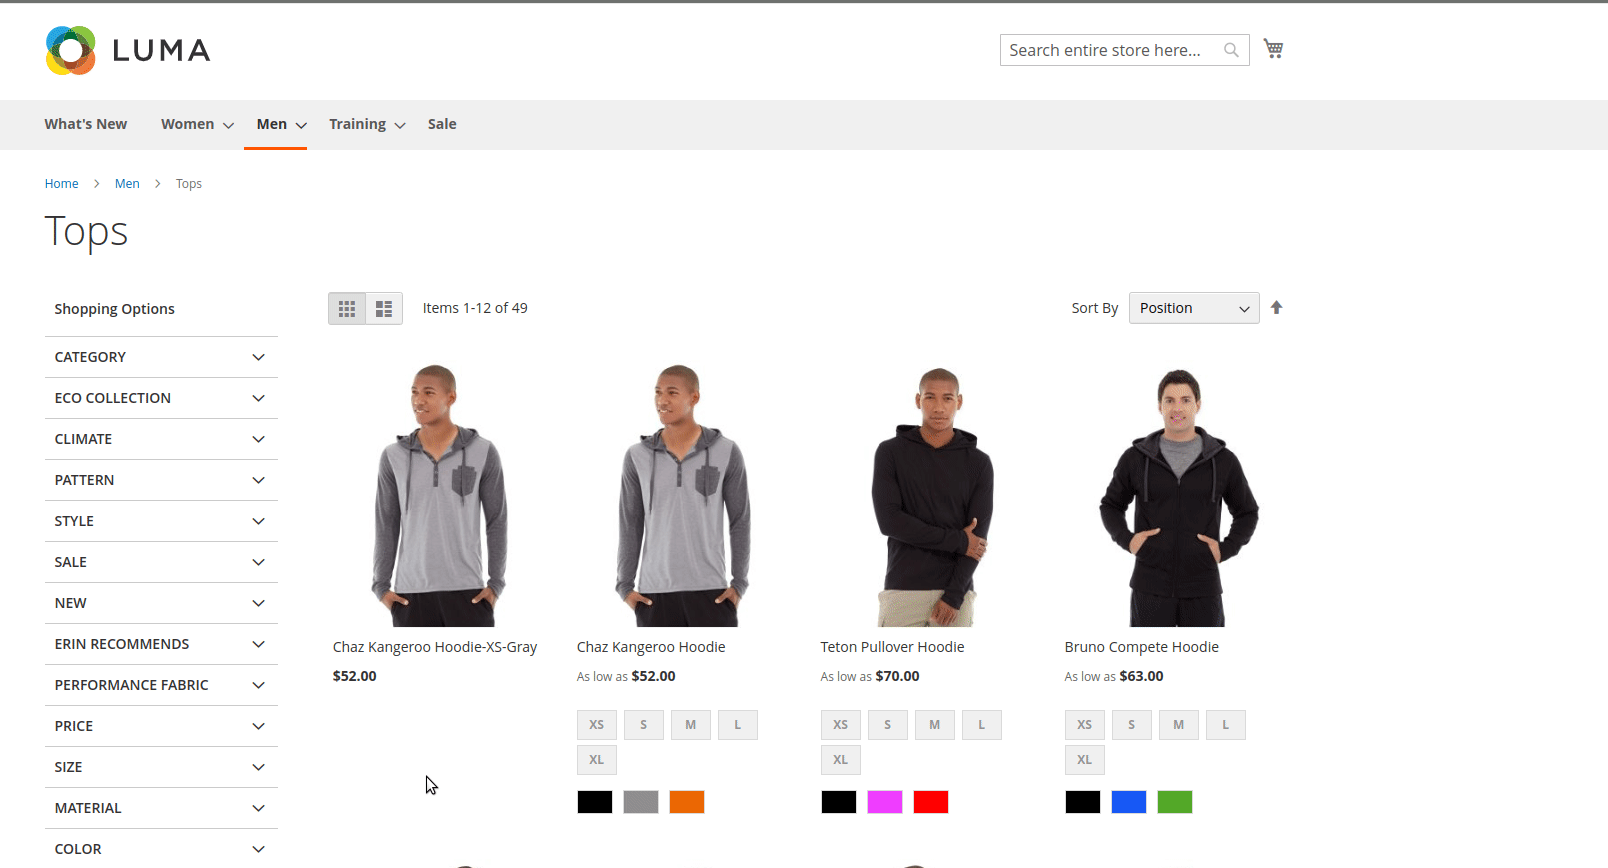 LUMA
Search entire store here...
What's New Women Men Training Sale
Home Men Tops
Tops
Shopping Options
CATEGORY
ECO COLLECTION
CLIMATE
PATTERN
STYLE
SALE
NEW
ERIN RECOMMENDS
PERFORMANCE FABRIC
PRICE
SIZE
MATERIAL
COLOR
Items 1-12 of 49
Sort By Position
Chaz Kangeroo Hoodie-XS-Gray
$52.00
Chaz Kangeroo Hoodie
As low as $52.00
XS S M L
XL
Teton Pullover Hoodie
As low as $70.00
XS S M L
XL
Bruno Compete Hoodie
As low as $63.00
XS S M L
XL